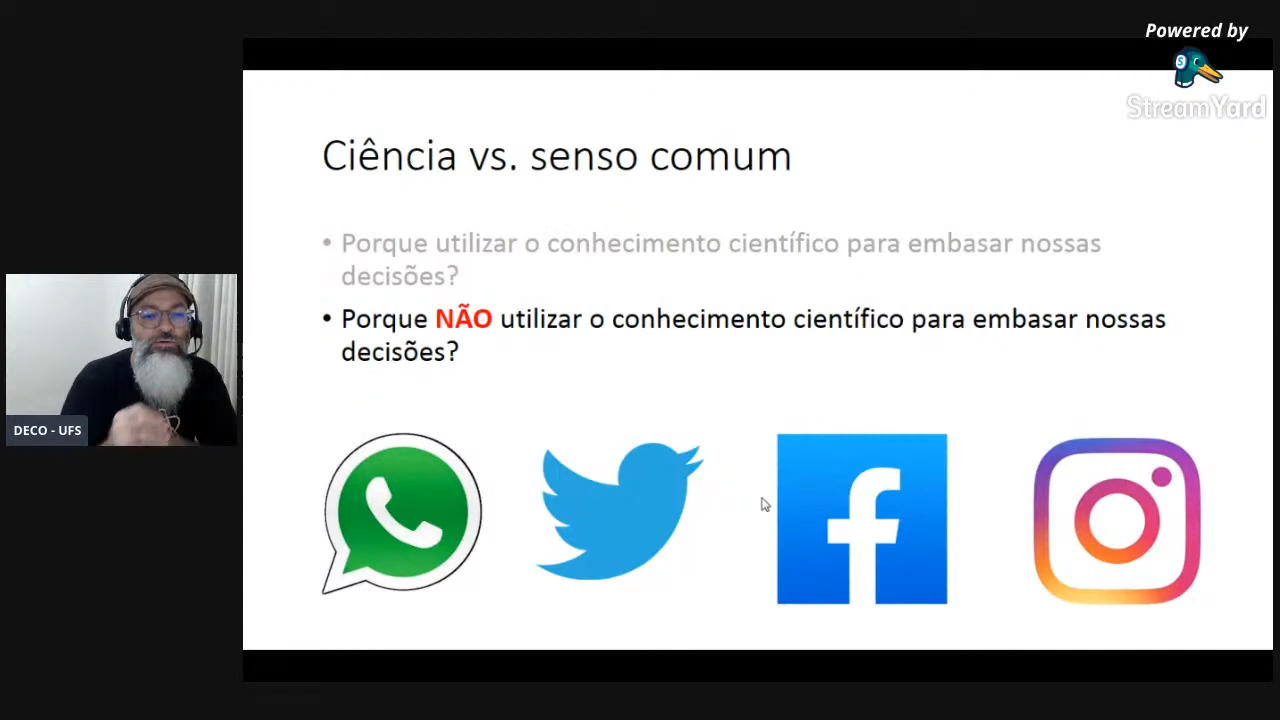 Powered by
StreamYard
Ciência vs. senso comum
• Porque utilizar o conhecimento científico para embasar nossas
decisões?
• Porque NÃO utilizar o conhecimento científico para embasar nossas
decisões?
DECO - UFS